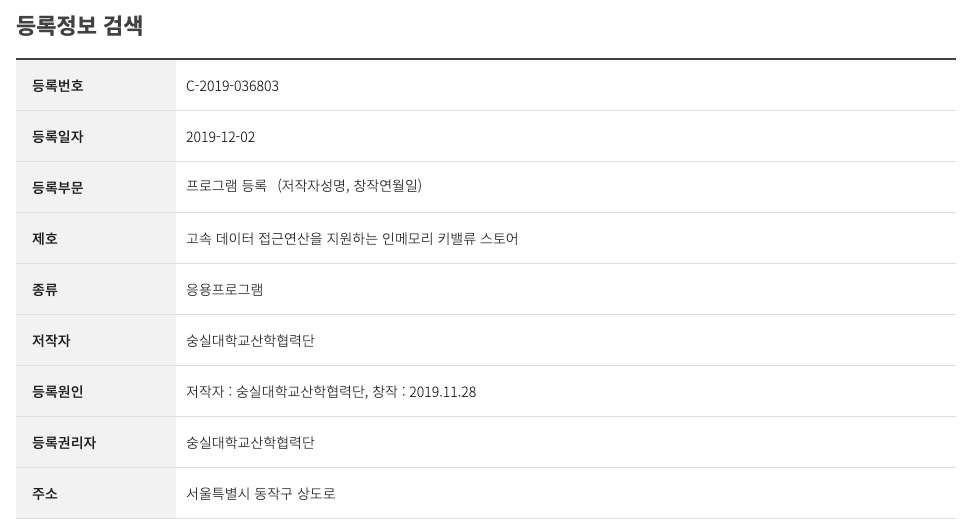 등록정보 검색
등록번호 C-2019-036803
등록일자 2019-12-02
등록부문 프로그램 등록 (저작자성명, 창작연월일)
제호 고속 데이터 접근연산을 지원하는 인메모리 키밸류 스토어
종류 응용프로그램
저작자 숭실대학교산학협력단
등록원인 저작자 : 숭실대학교산학협력단, 창작 : 2019.11.28
등록권리자 숭실대학교산학협력단
주소 서울특별시 동작구 상도로